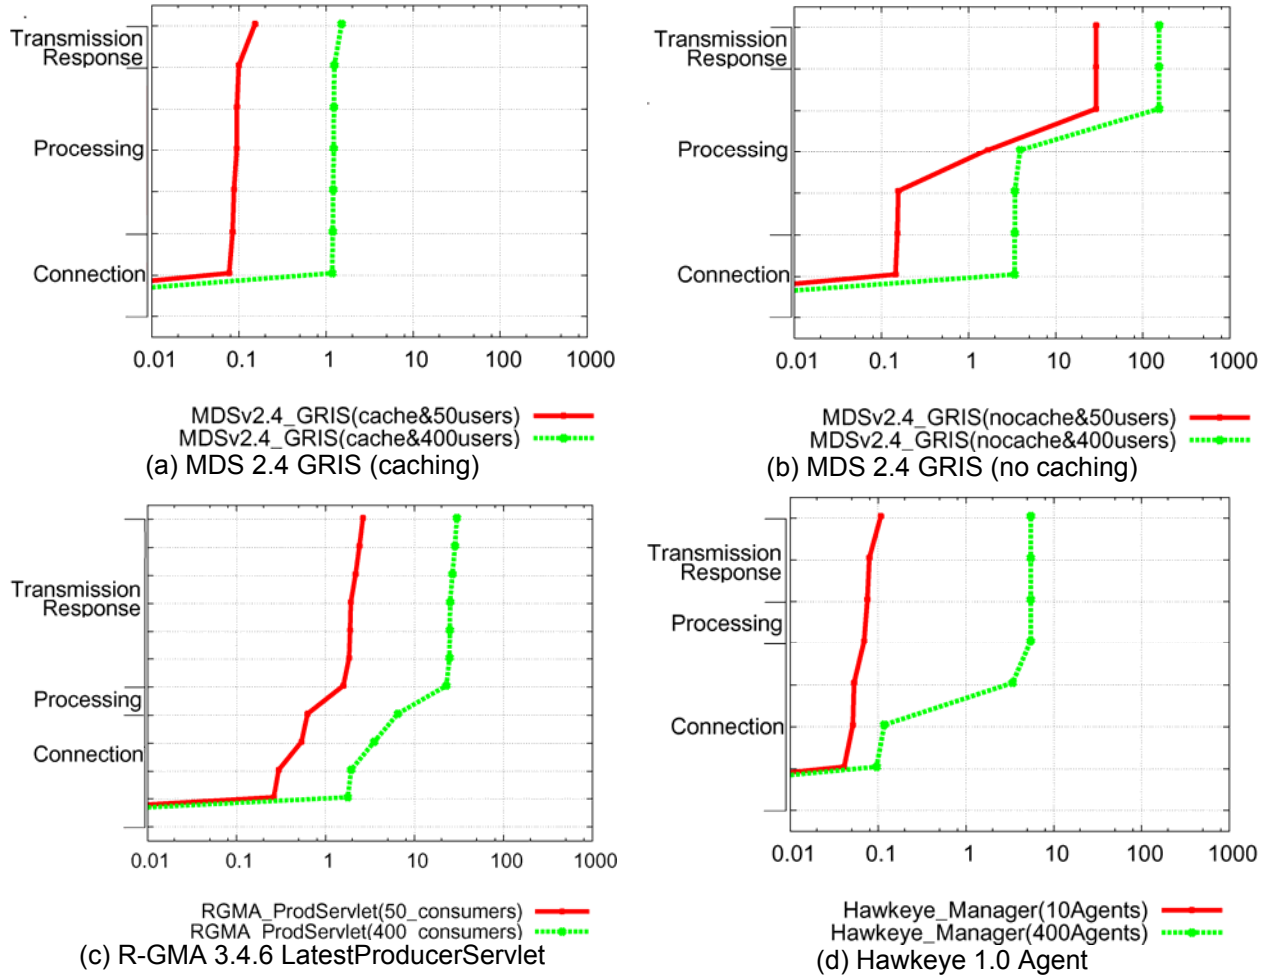 Transmission
Response
Processing
Connection
0.01 0.1 1 10 100 1000
MDSv2.4_GRIS(cache&50users)
MDSv2.4_GRIS(cache&400users)
(a) MDS 2.4 GRIS (caching)
Transmission
Response
Processing
Connection
0.01 0.1 1 10 100 1000
MDSv2.4_GRIS(nocache&50users)
MDSv2.4_GRIS(nocache&400users)
(b) MDS 2.4 GRIS (no caching)
Transmission
Response
Processing
Connection
0.01 0.1 1 10 100 1000
RGMA_ProdServlet(50_consumers)
RGMA_ProdServlet(400_consumers)
(c) R-GMA 3.4.6 LatestProducerServlet
Transmission
Response
Processing
Connection
0.01 0.1 1 10 100 1000
Hawkeye_Manager(10Agents)
Hawkeye_Manager(400Agents)
(d) Hawkeye 1.0 Agent